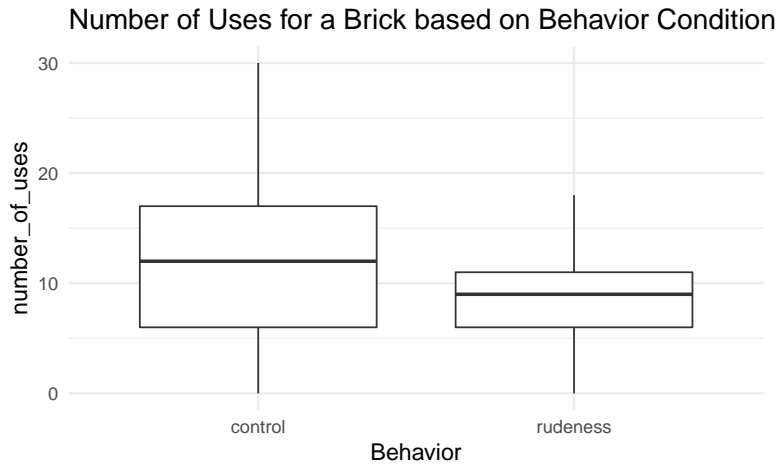 Number of Uses for a Brick based on Behavior Condition
number_of_uses
30
20
10
0
control rudeness
Behavior